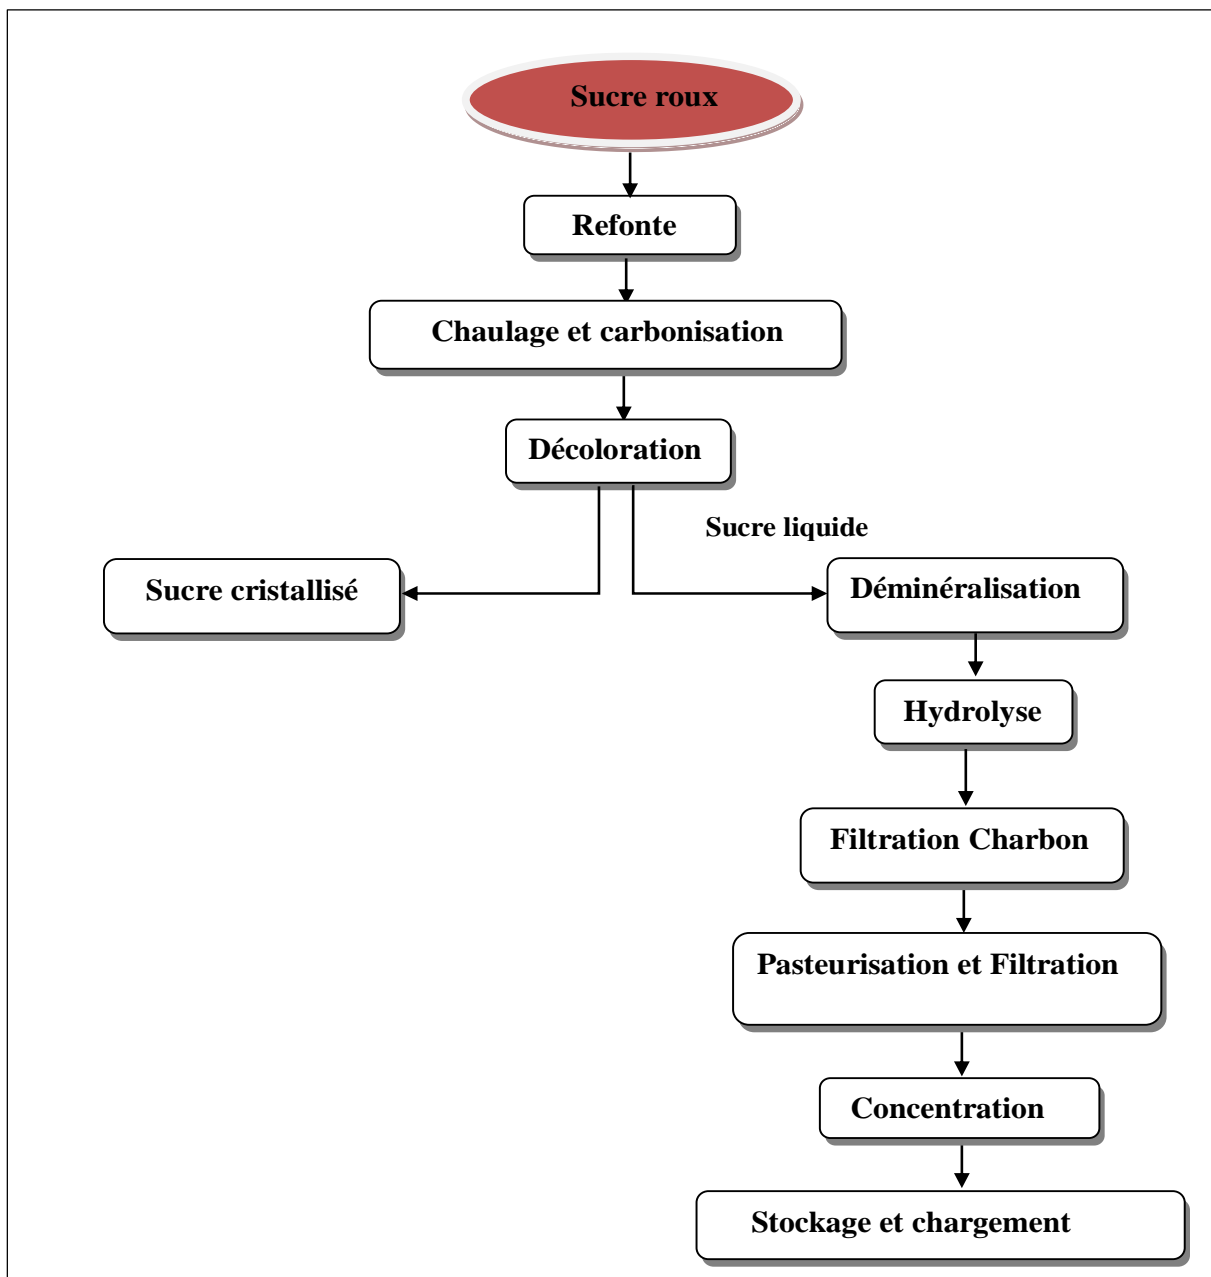 Sucre roux
Refonte
Chaulage et carbonisation
Décoloration
Sucre liquide
Sucre cristallisé
Déminéralisation
Hydrolyse
Filtration Charbon
Pasteurisation et Filtration
Concentration
Stockage et chargement